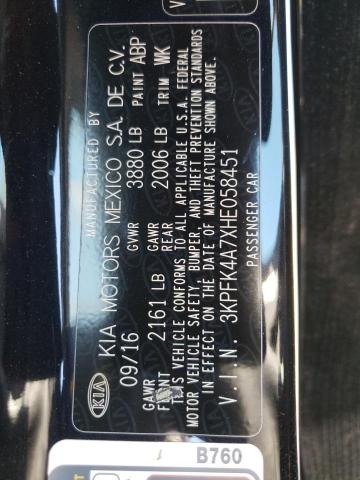 MANUFACTURED BY
KIA KIA MOTORS MEXICO S.A. DE C.V.
09/16 GVWR 3880 LB PAINT ABP
GAWR FRONT 2161 LB GAWR REAR 2006 LB TRIM WK
THIS VEHICLE CONFORMS TO ALL APPLICABLE U.S.A. FEDERAL
MOTOR VEHICLE SAFETY, BUMPER, AND THEFT PREVENTION STANDARDS
IN EFFECT ON THE DATE OF MANUFACTURE SHOWN ABOVE.
V.I.N. 3KPFK4A7XHE058451
PASSENGER CAR
B760